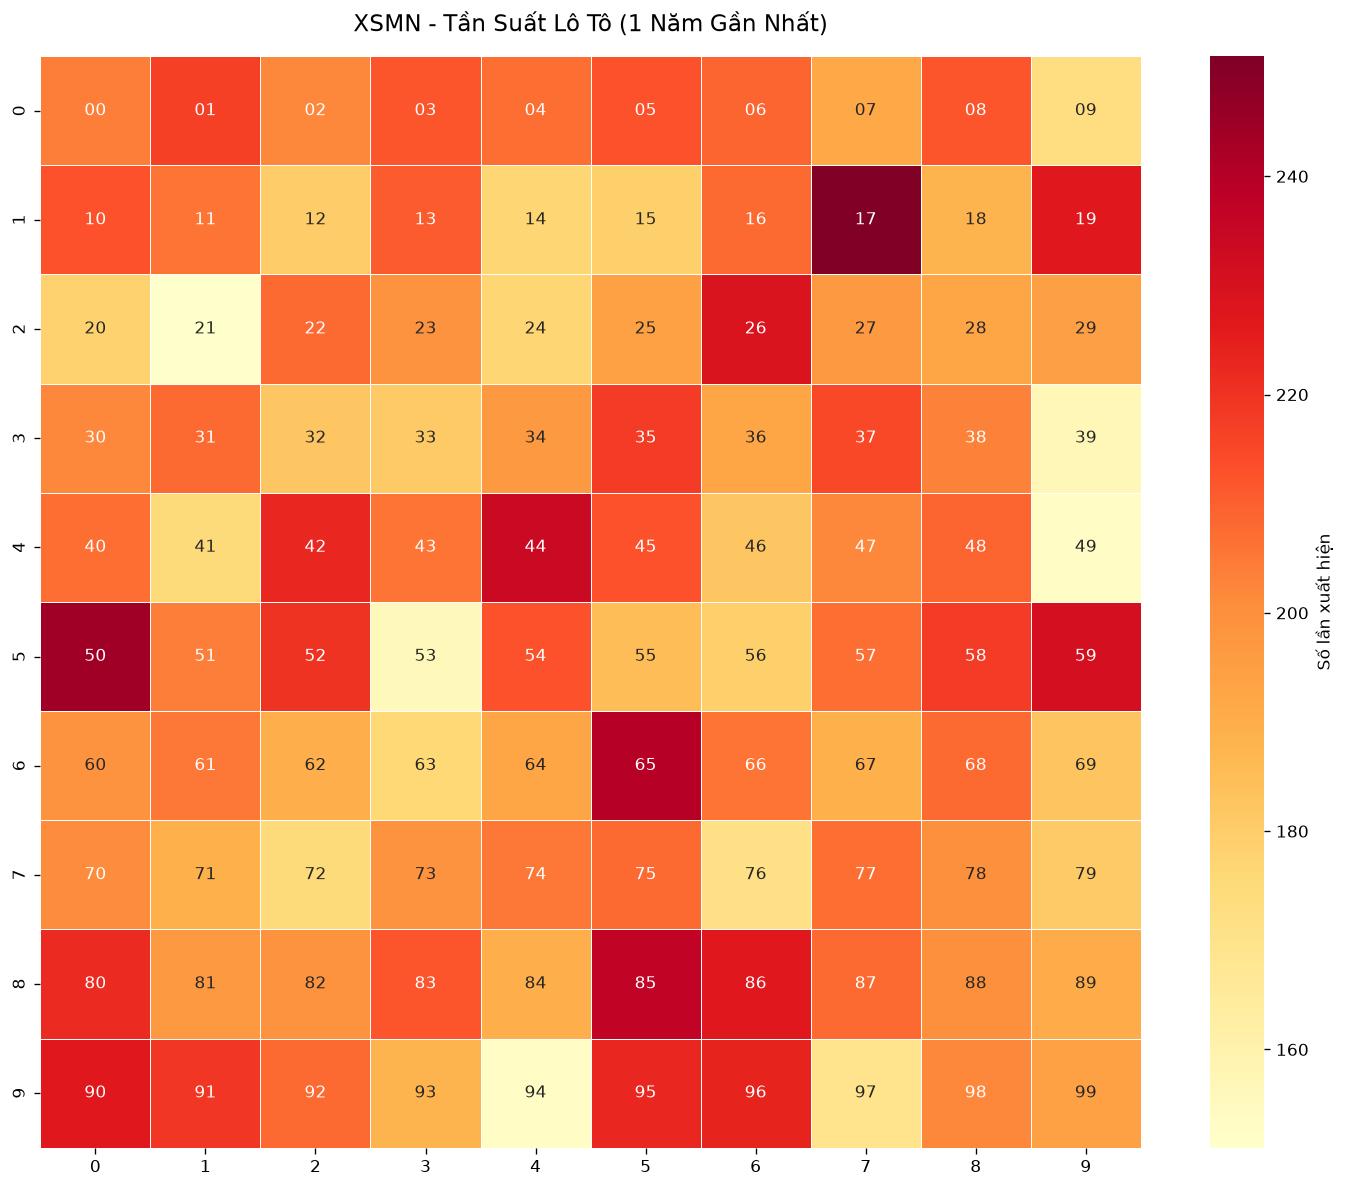 XSMN - Tần Suất Lô Tô (1 Năm Gần Nhất)
0 00 01 02 03 04 05 06 07 08 09
1 10 11 12 13 14 15 16 17 18 19
2 20 21 22 23 24 25 26 27 28 29
3 30 31 32 33 34 35 36 37 38 39
4 40 41 42 43 44 45 46 47 48 49
5 50 51 52 53 54 55 56 57 58 59
6 60 61 62 63 64 65 66 67 68 69
7 70 71 72 73 74 75 76 77 78 79
8 80 81 82 83 84 85 86 87 88 89
9 90 91 92 93 94 95 96 97 98 99
0 1 2 3 4 5 6 7 8 9
240
220
200
180
160
Số lần xuất hiện